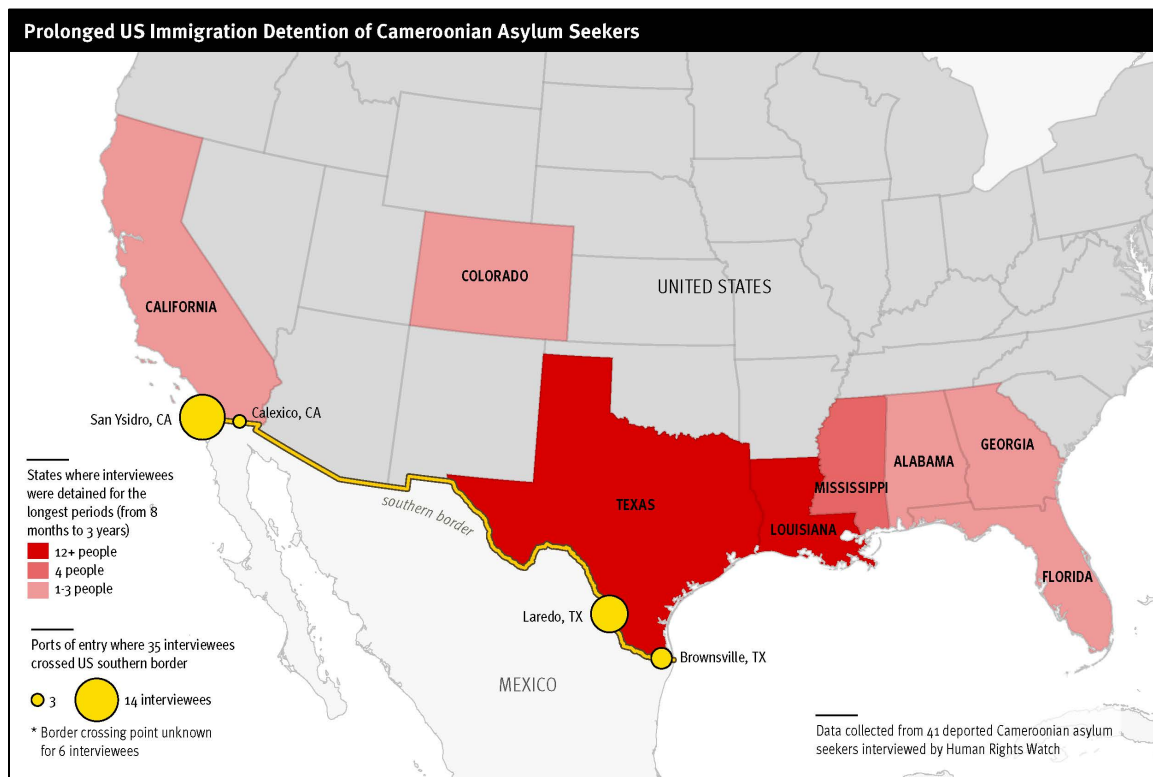 Prolonged US Immigration Detention of Cameroonian Asylum Seekers
COLORADO
UNITED STATES
CALIFORNIA
San Ysidro, CA
Calexico, CA
GEORGIA
ALABAMA
MISSISSIPPI
TEXAS
LOUISIANA
southern border
FLORIDA
Laredo, TX
Brownsville, TX
MEXICO
States where interviewees
were detained for the
longest periods (from 8
months to 3 years)
12+ people
4 people
1-3 people
Ports of entry where 35 interviewees
crossed US southern border
3
14 interviewees
* Border crossing point unknown
for 6 interviewees
Data collected from 41 deported Cameroonian asylum
seekers interviewed by Human Rights Watch